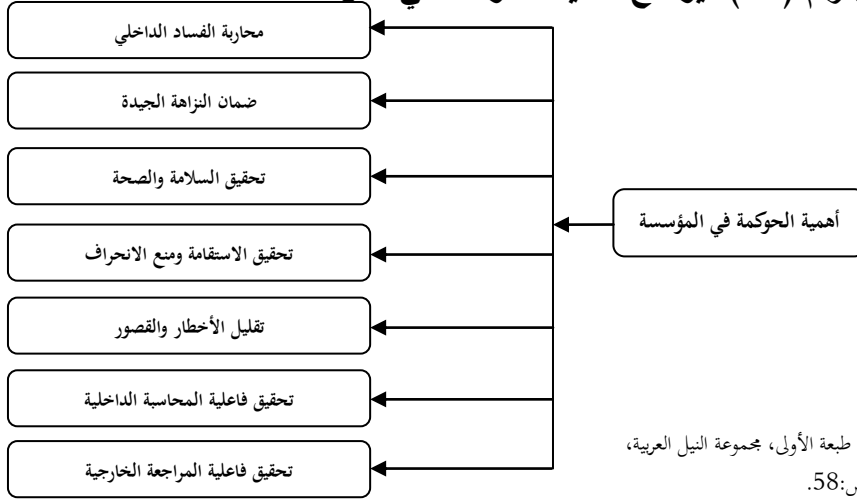 محاربة الفساد الداخلي
ضمان النزاهة الجيدة
تحقيق السلامة والصحة
أهمية الحوكمة في المؤسسة
تحقيق الاستقامة ومنع الانحراف
تقليل الأخطار والقصور
تحقيق فاعلية المحاسبة الداخلية
تحقيق فاعلية المراجعة الخارجية
طبعة الأولى، مجموعة النيل العربية،
ص:58.